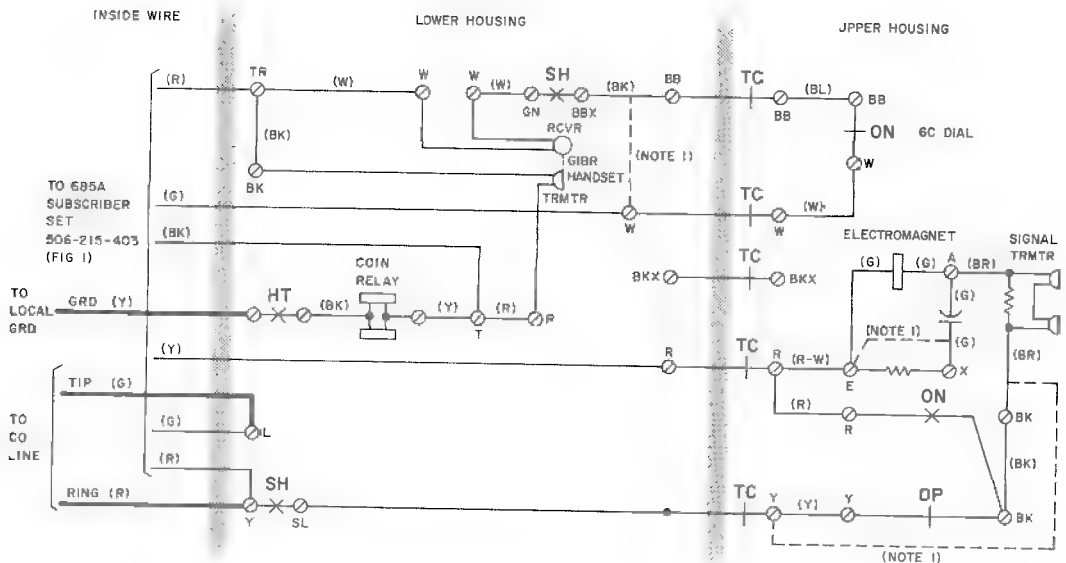 INSIDE WIRE
LOWER HOUSING
JPPER HOUSING
(R)
TR
(W)
W
W
(W)
SH
(BK)
BB
TC
(BL)
BB
GN
BBX
BB
ON
6C DIAL
(BK)
RCVR
GIBR
HANDSET
TRMTR
(NOTE 1)
W
BK
TO 685A
SUBSCRIBER
SET
506-215-403
(FIG 1)
(G)
W
TC
(W)
W
(BK)
ELECTROMAGNET
SIGNAL
TRMTR
COIN
RELAY
BKX
TC
BKX
(G)
(G)
A
(BR)
TO
LOCAL
GRD
GRD (Y)
HT
(BK)
(Y)
T
(R)
R
(G)
(NOTE 1)
(G)
(Y)
R
TC
R
(R-W)
E
X
(BR)
TIP (G)
(R)
R
ON
BK
TO
CO
LINE
(G)
L
(R)
(BK)
RING (R)
SH
Y
SL
TC
Y
(Y)
Y
DP
BK
(NOTE 1)